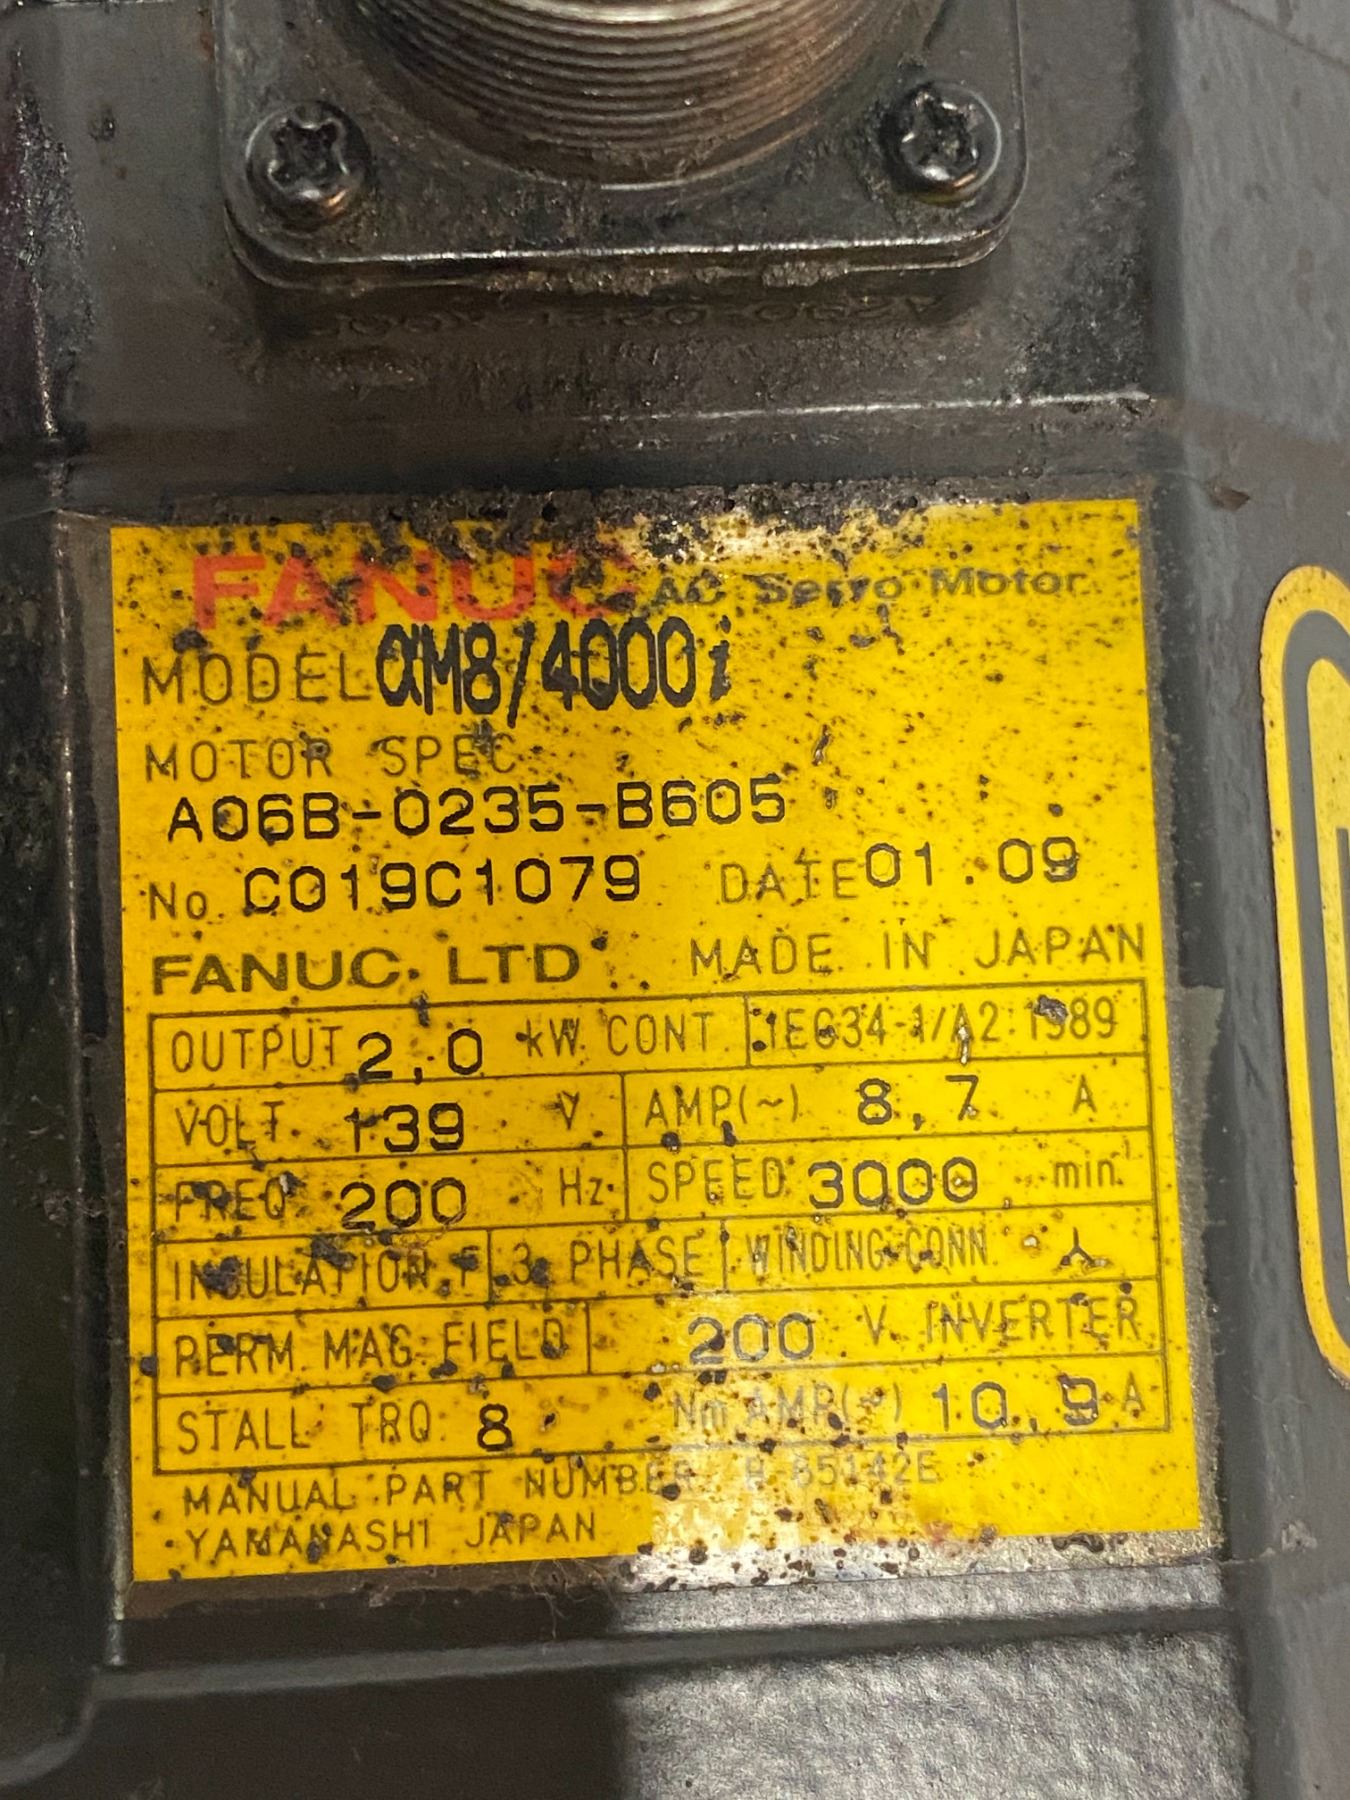 FANUC AC Servo Motor
MODEL αM8/4000i
MOTOR SPEC
A06B-0235-B605
No. C019C1079 DATE 01.09
FANUC LTD MADE IN JAPAN
OUTPUT 2.0 kW CONT. IEC34-1/A2 1989
VOLT. 139 V AMP(~) 8.7 A
FREQ. 200 Hz SPEED 3000 min⁻¹
INSULATION F 3 PHASE WINDING CONN.
PERM. MAG. FIELD 200 V INVERTER
STALL TRQ. 8 Nm AMP(~) 10.9 A
MANUAL PART NUMBER B-65142E
YAMANASHI JAPAN